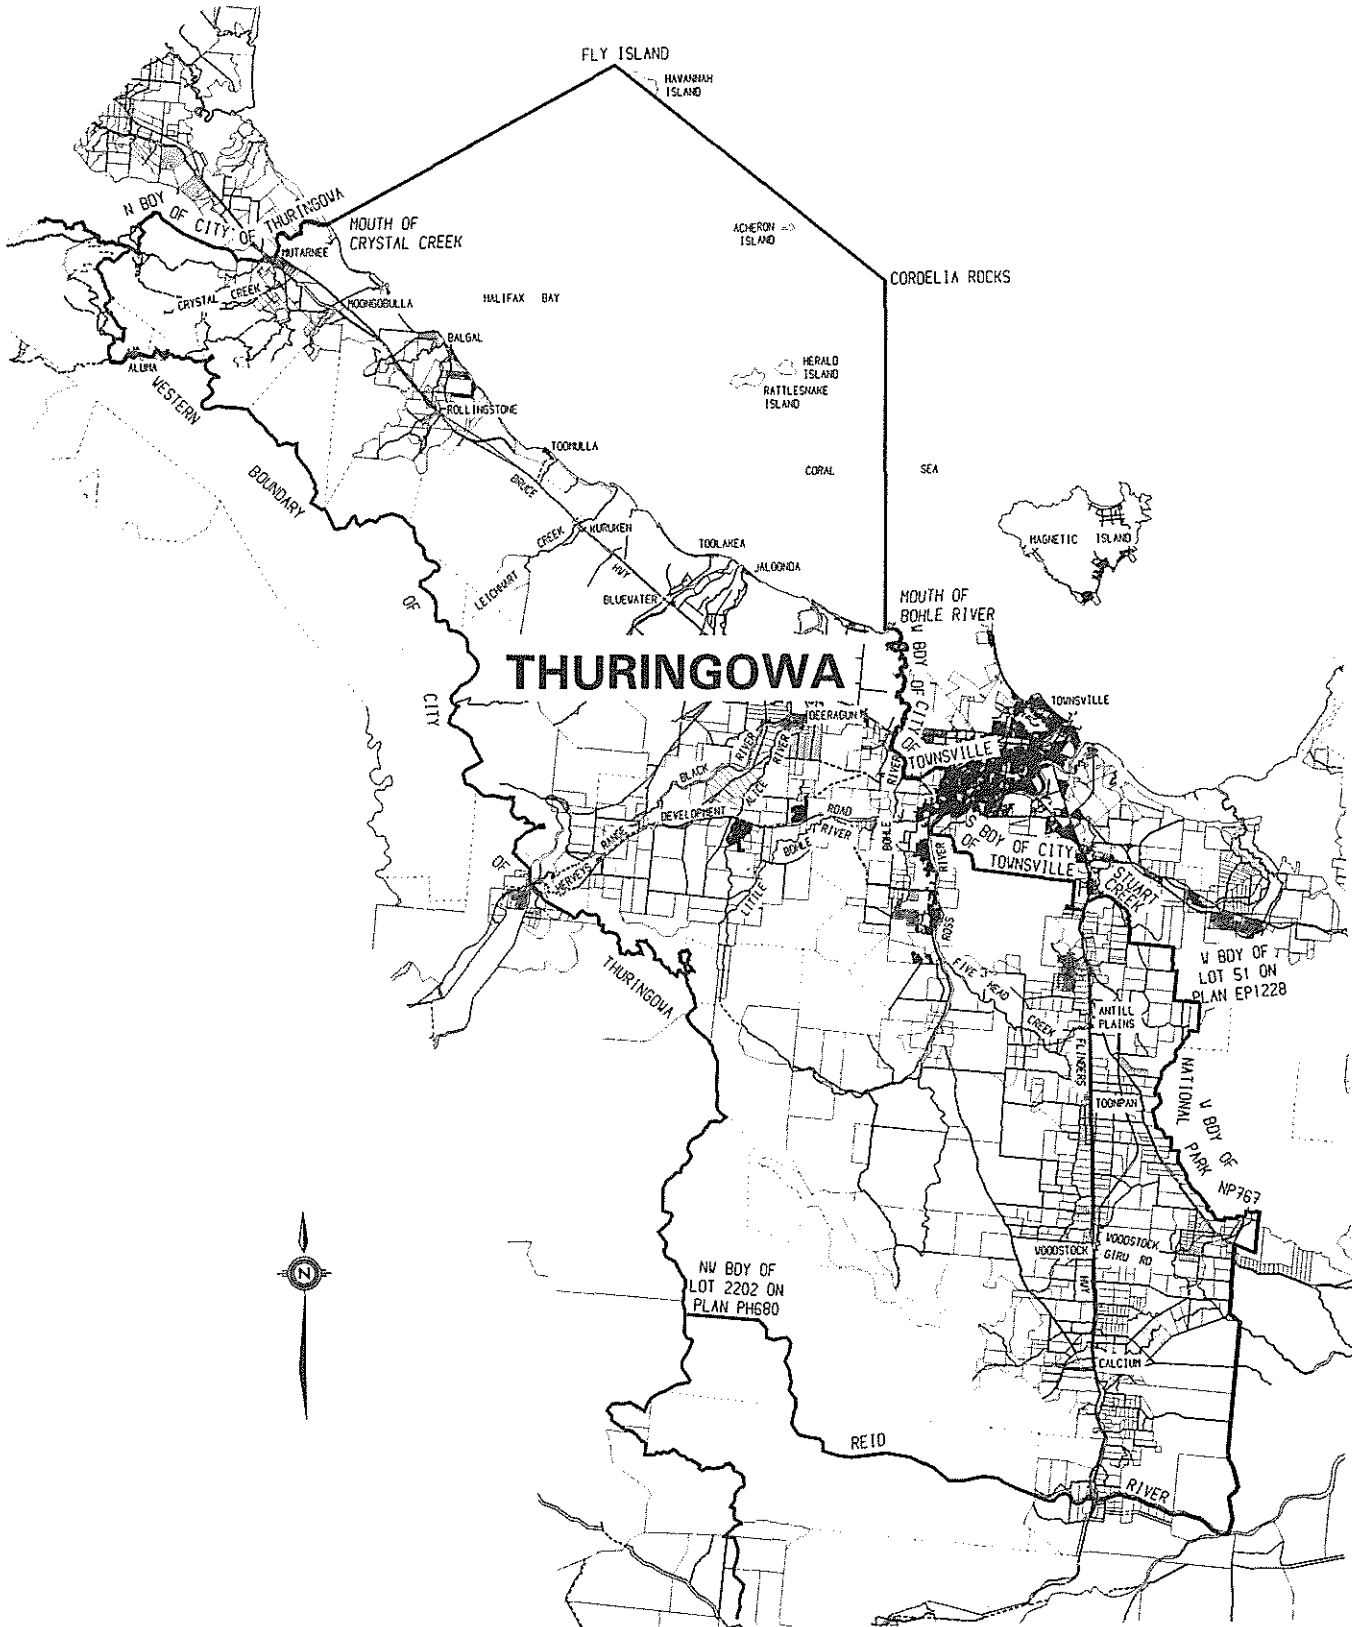 FLY ISLAND
HAVANNAH
ISLAND
N BDY OF CITY OF THURINGOWA
MOUTH OF
CRYSTAL CREEK
ACHERON
ISLAND
MUTARNEE
CORDELIA ROCKS
CRYSTAL CREEK
MOONGOBULLA
HALIFAX BAY
BALGAL
HERALD
ISLAND
RATTLESNAKE
ISLAND
ALUMA
WESTERN BOUNDARY OF CITY OF THURINGOWA
ROLLINGSTONE
TOOMULLA
CORAL SEA
BRUCE HWY
MAGNETIC ISLAND
LEICHHART CREEK
KURUKEN
TOOLAKEA
JALOONDA
BLUEWATER
MOUTH OF
BOHLE RIVER
THURINGOWA
W BDY OF CITY
OF
TOWNSVILLE
TOWNSVILLE
DEERAGUN
BLACK RIVER
ALICE RIVER
BOHLE RIVER
HERVEYS RANGE DEVELOPMENT ROAD
LITTLE BOHLE RIVER
S BDY OF CITY
OF TOWNSVILLE
STUART
CREEK
ROSS RIVER
W BDY OF
LOT 51 ON
PLAN EP1228
FIVE HEAD CREEK
ANTILL
PLAINS
FLINDERS HWY
TOONPAN
W BDY OF
NATIONAL PARK NP767
WOODSTOCK
WOODSTOCK
GIRU RD
N
NW BDY OF
LOT 2202 ON
PLAN PH680
CALCIUM
REID RIVER